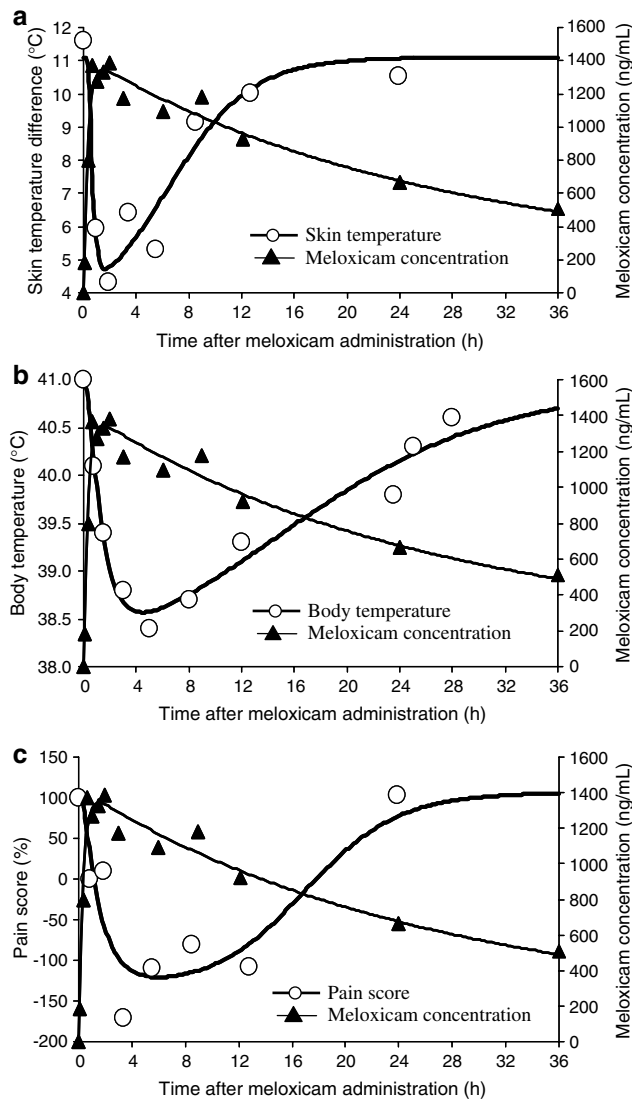 a
12
11
10
9
8
7
6
5
4
Skin temperature difference (°C)
1600
1400
1200
1000
800
600
400
200
0
Meloxicam concentration (ng/mL)
Skin temperature
Meloxicam concentration
0 4 8 12 16 20 24 28 32 36
Time after meloxicam administration (h)
b
41.0
40.5
40.0
39.5
39.0
38.5
38.0
Body temperature (°C)
1600
1400
1200
1000
800
600
400
200
0
Meloxicam concentration (ng/mL)
Body temperature
Meloxicam concentration
0 4 8 12 16 20 24 28 32 36
Time after meloxicam administration (h)
c
150
100
50
0
-50
-100
-150
-200
Pain score (%)
1600
1400
1200
1000
800
600
400
200
0
Meloxicam concentration (ng/mL)
Pain score
Meloxicam concentration
0 4 8 12 16 20 24 28 32 36
Time after meloxicam administration (h)